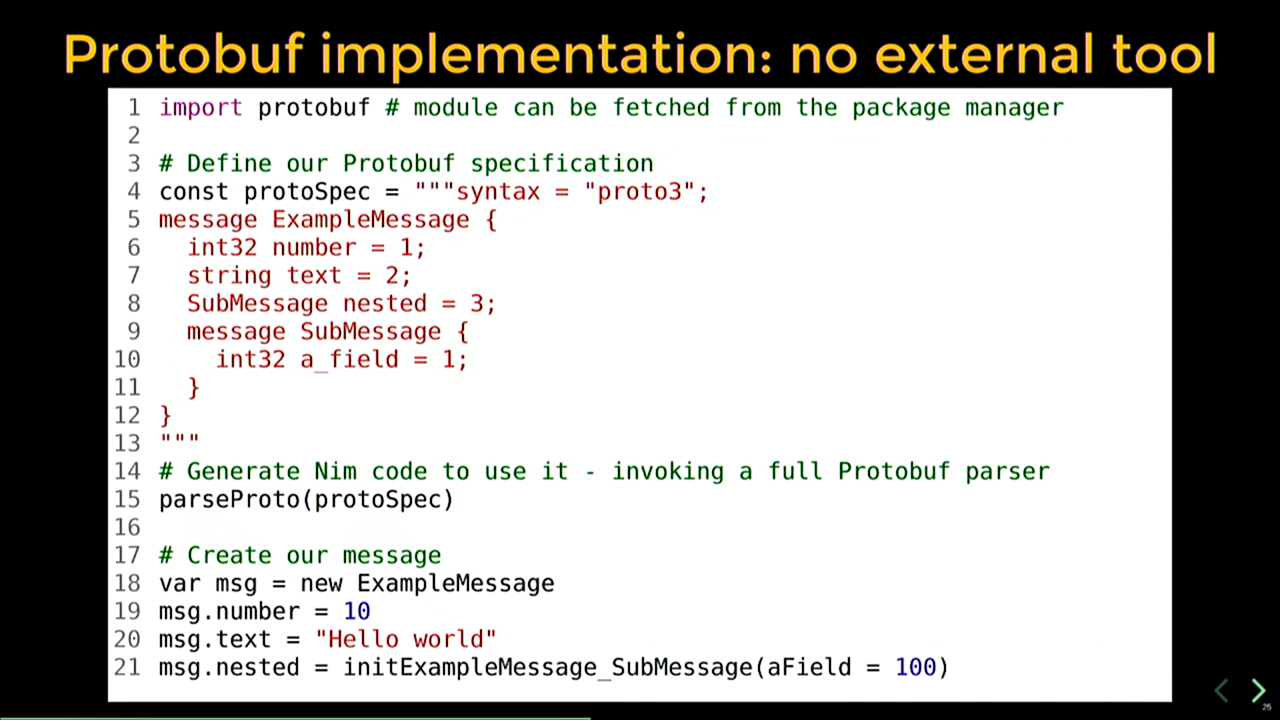 Protobuf implementation: no external tool
1 import protobuf # module can be fetched from the package manager
2
3 # Define our Protobuf specification
4 const protoSpec = """syntax = "proto3";
5 message ExampleMessage {
6   int32 number = 1;
7   string text = 2;
8   SubMessage nested = 3;
9   message SubMessage {
10     int32 a_field = 1;
11   }
12 }
13 """
14 # Generate Nim code to use it - invoking a full Protobuf parser
15 parseProto(protoSpec)
16
17 # Create our message
18 var msg = new ExampleMessage
19 msg.number = 10
20 msg.text = "Hello world"
21 msg.nested = initExampleMessage_SubMessage(aField = 100)
25